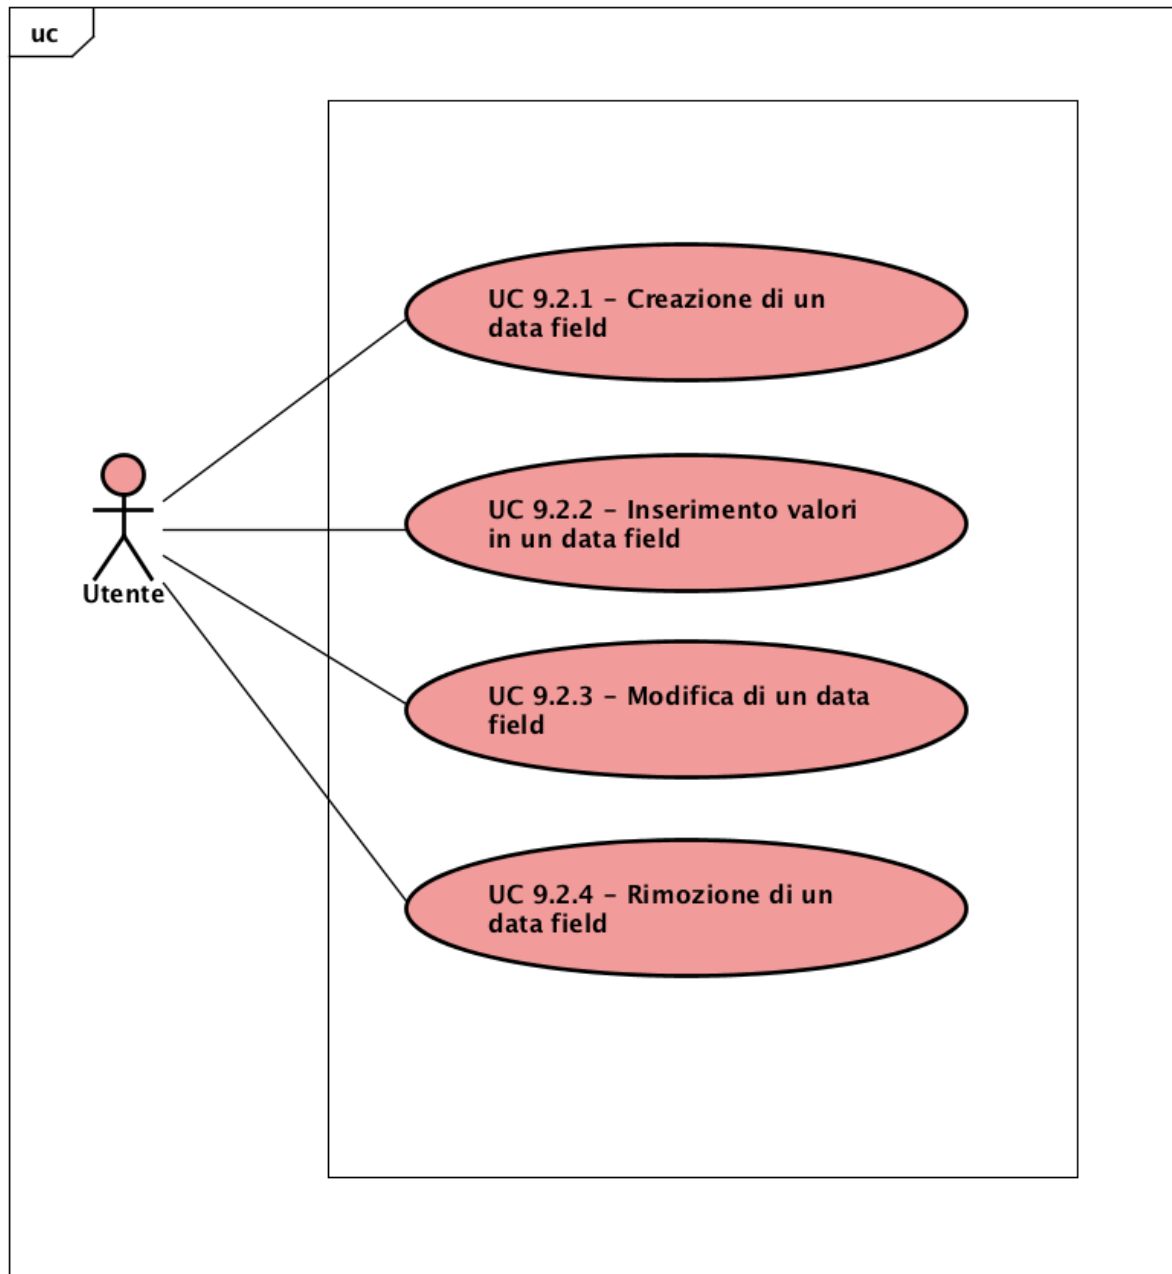 uc
UC 9.2.1 – Creazione di un
data field
UC 9.2.2 – Inserimento valori
in un data field
Utente
UC 9.2.3 – Modifica di un data
field
UC 9.2.4 – Rimozione di un
data field